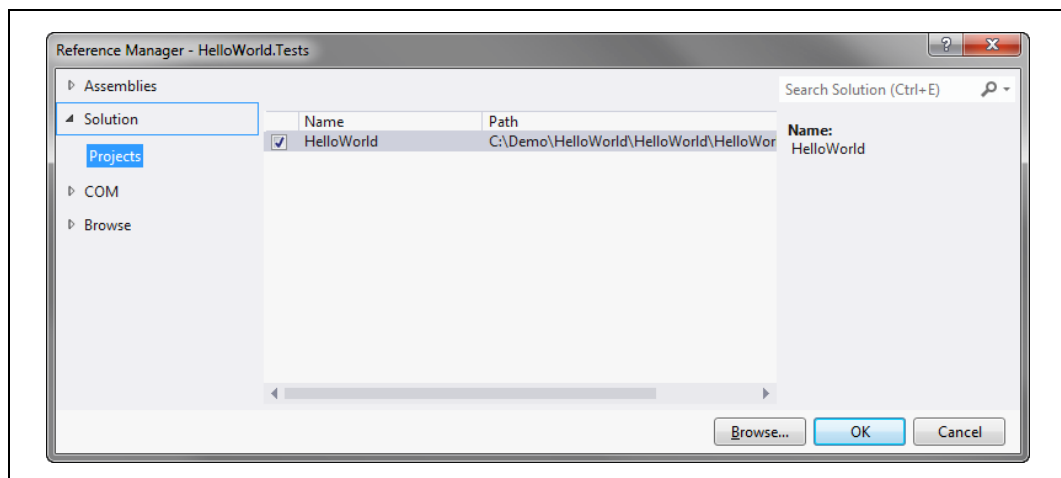 Reference Manager - HelloWorld.Tests
Assemblies
Search Solution (Ctrl+E)
Solution
Name Path
Name:
HelloWorld C:\Demo\HelloWorld\HelloWorld\HelloWor
HelloWorld
Projects
COM
Browse
Browse... OK Cancel